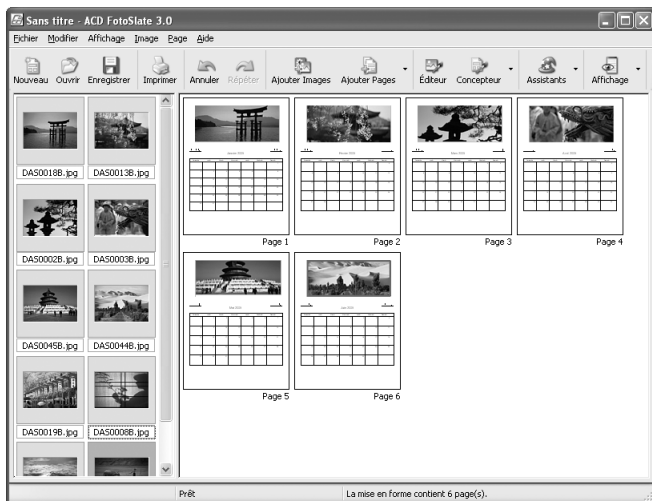 Sans titre - ACD FotoSlate 3.0
Fichier Modifier Affichage Image Page Aide
Nouveau Ouvrir Enregistrer Imprimer Annuler Répéter Ajouter Images Ajouter Pages Éditeur Concepteur Assistants Affichage
DAS0018B.jpg DAS0013B.jpg
DAS0002B.jpg DAS0003B.jpg
DAS0045B.jpg DAS0044B.jpg
DAS0019B.jpg DAS0008B.jpg
Page 1 Page 2 Page 3 Page 4
Page 5 Page 6
Prêt La mise en forme contient 6 page(s).